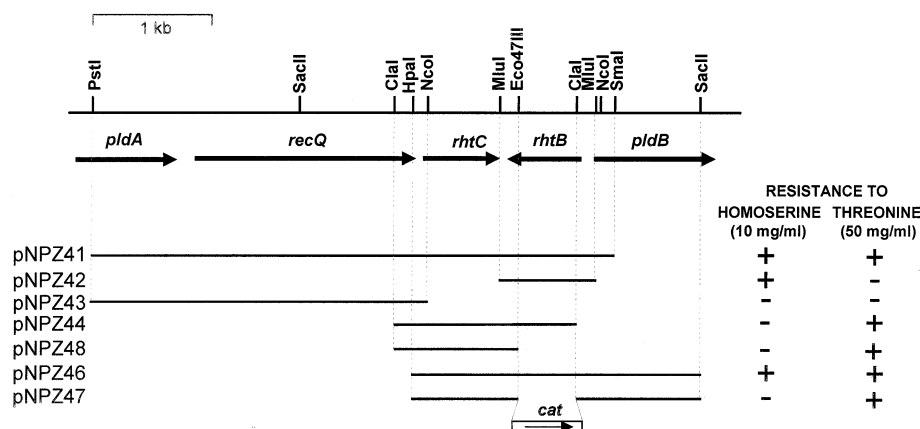 1 kb
PstI SacII ClaI HpaI NcoI MluI Eco47III ClaI MluI NcoI SmaI SacII
pldA recQ rhtC rhtB pldB
RESISTANCE TO
HOMOSERINE THREONINE
(10 mg/ml) (50 mg/ml)
pNPZ41 + +
pNPZ42 + -
pNPZ43 - -
pNPZ44 - +
pNPZ48 - +
pNPZ46 + +
pNPZ47 - +
cat